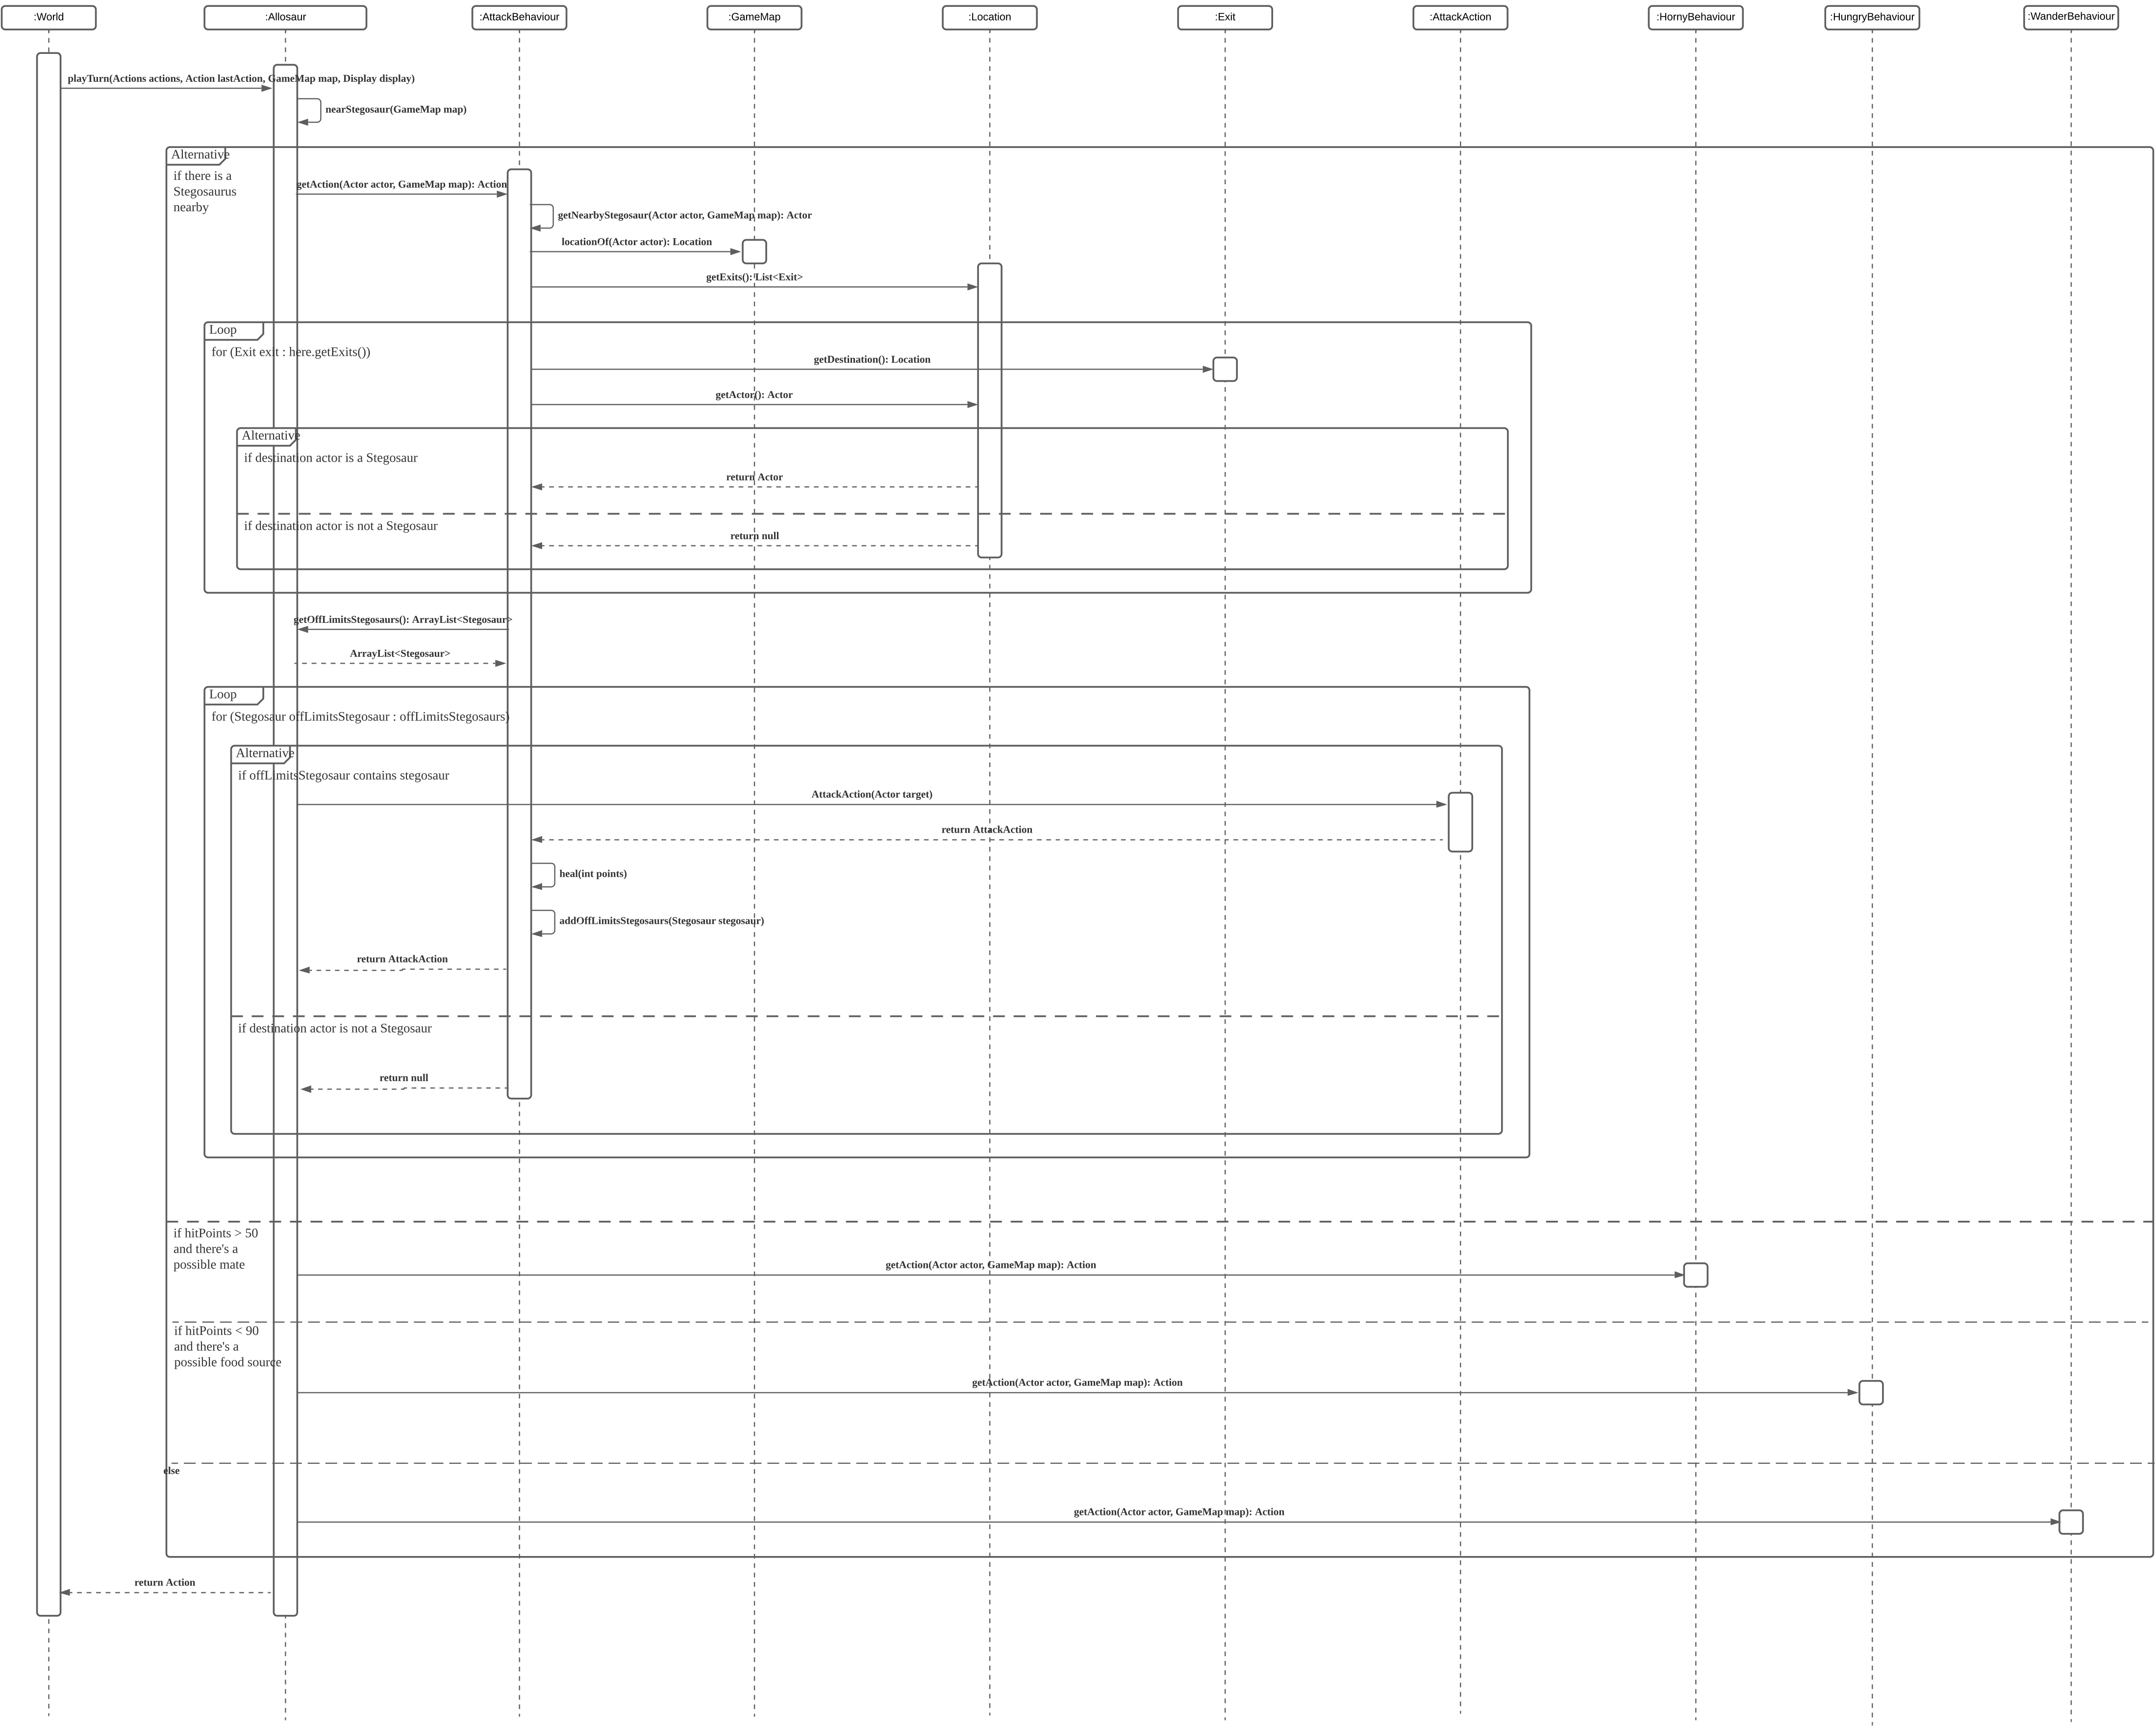 :World
:Allosaur
:AttackBehaviour
:GameMap
:Location
:Exit
:AttackAction
:HornyBehaviour
:HungryBehaviour
:WanderBehaviour
playTurn(Actions actions, Action lastAction, GameMap map, Display display)
nearStegosaur(GameMap map)
Alternative
if there is a
Stegosaurus
nearby
getAction(Actor actor, GameMap map): Action
getNearbyStegosaur(Actor actor, GameMap map): Actor
locationOf(Actor actor): Location
getExits(): List<Exit>
Loop
for (Exit exit : here.getExits())
getDestination(): Location
getActor(): Actor
Alternative
if destination actor is a Stegosaur
return Actor
if destination actor is not a Stegosaur
return null
getOffLimitsStegosaurs(): ArrayList<Stegosaur>
ArrayList<Stegosaur>
Loop
for (Stegosaur offLimitsStegosaur : offLimitsStegosaurs)
Alternative
if offLimitsStegosaur contains stegosaur
AttackAction(Actor target)
return AttackAction
heal(int points)
addOffLimitsStegosaurs(Stegosaur stegosaur)
return AttackAction
if destination actor is not a Stegosaur
return null
if hitPoints > 50
and there's a
possible mate
getAction(Actor actor, GameMap map): Action
if hitPoints < 90
and there's a
possible food source
getAction(Actor actor, GameMap map): Action
else
getAction(Actor actor, GameMap map): Action
return Action